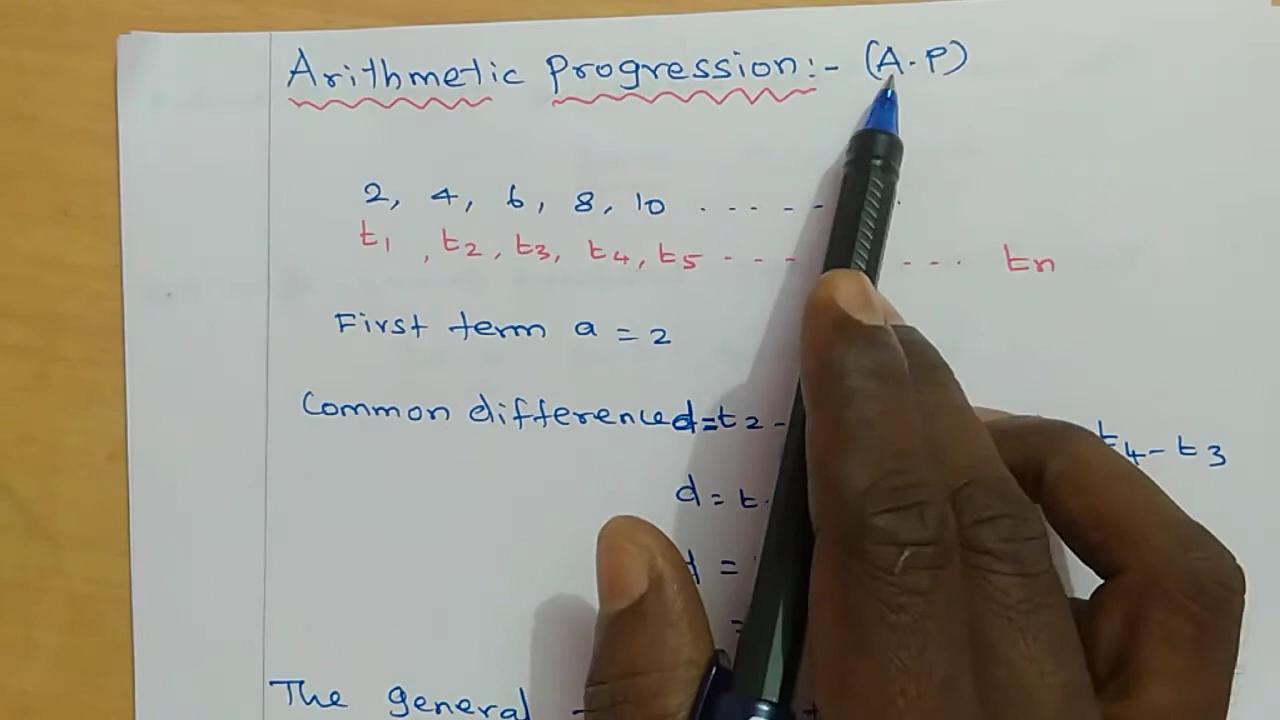 Arithmetic Progression:- (A.P)
2, 4, 6, 8, 10 . - - - -
t1 , t2, t3, t4, t5 - - - - - - . tn
First term a = 2
Common difference d=t2 - t4 - t3
d = t
d =
=
The general